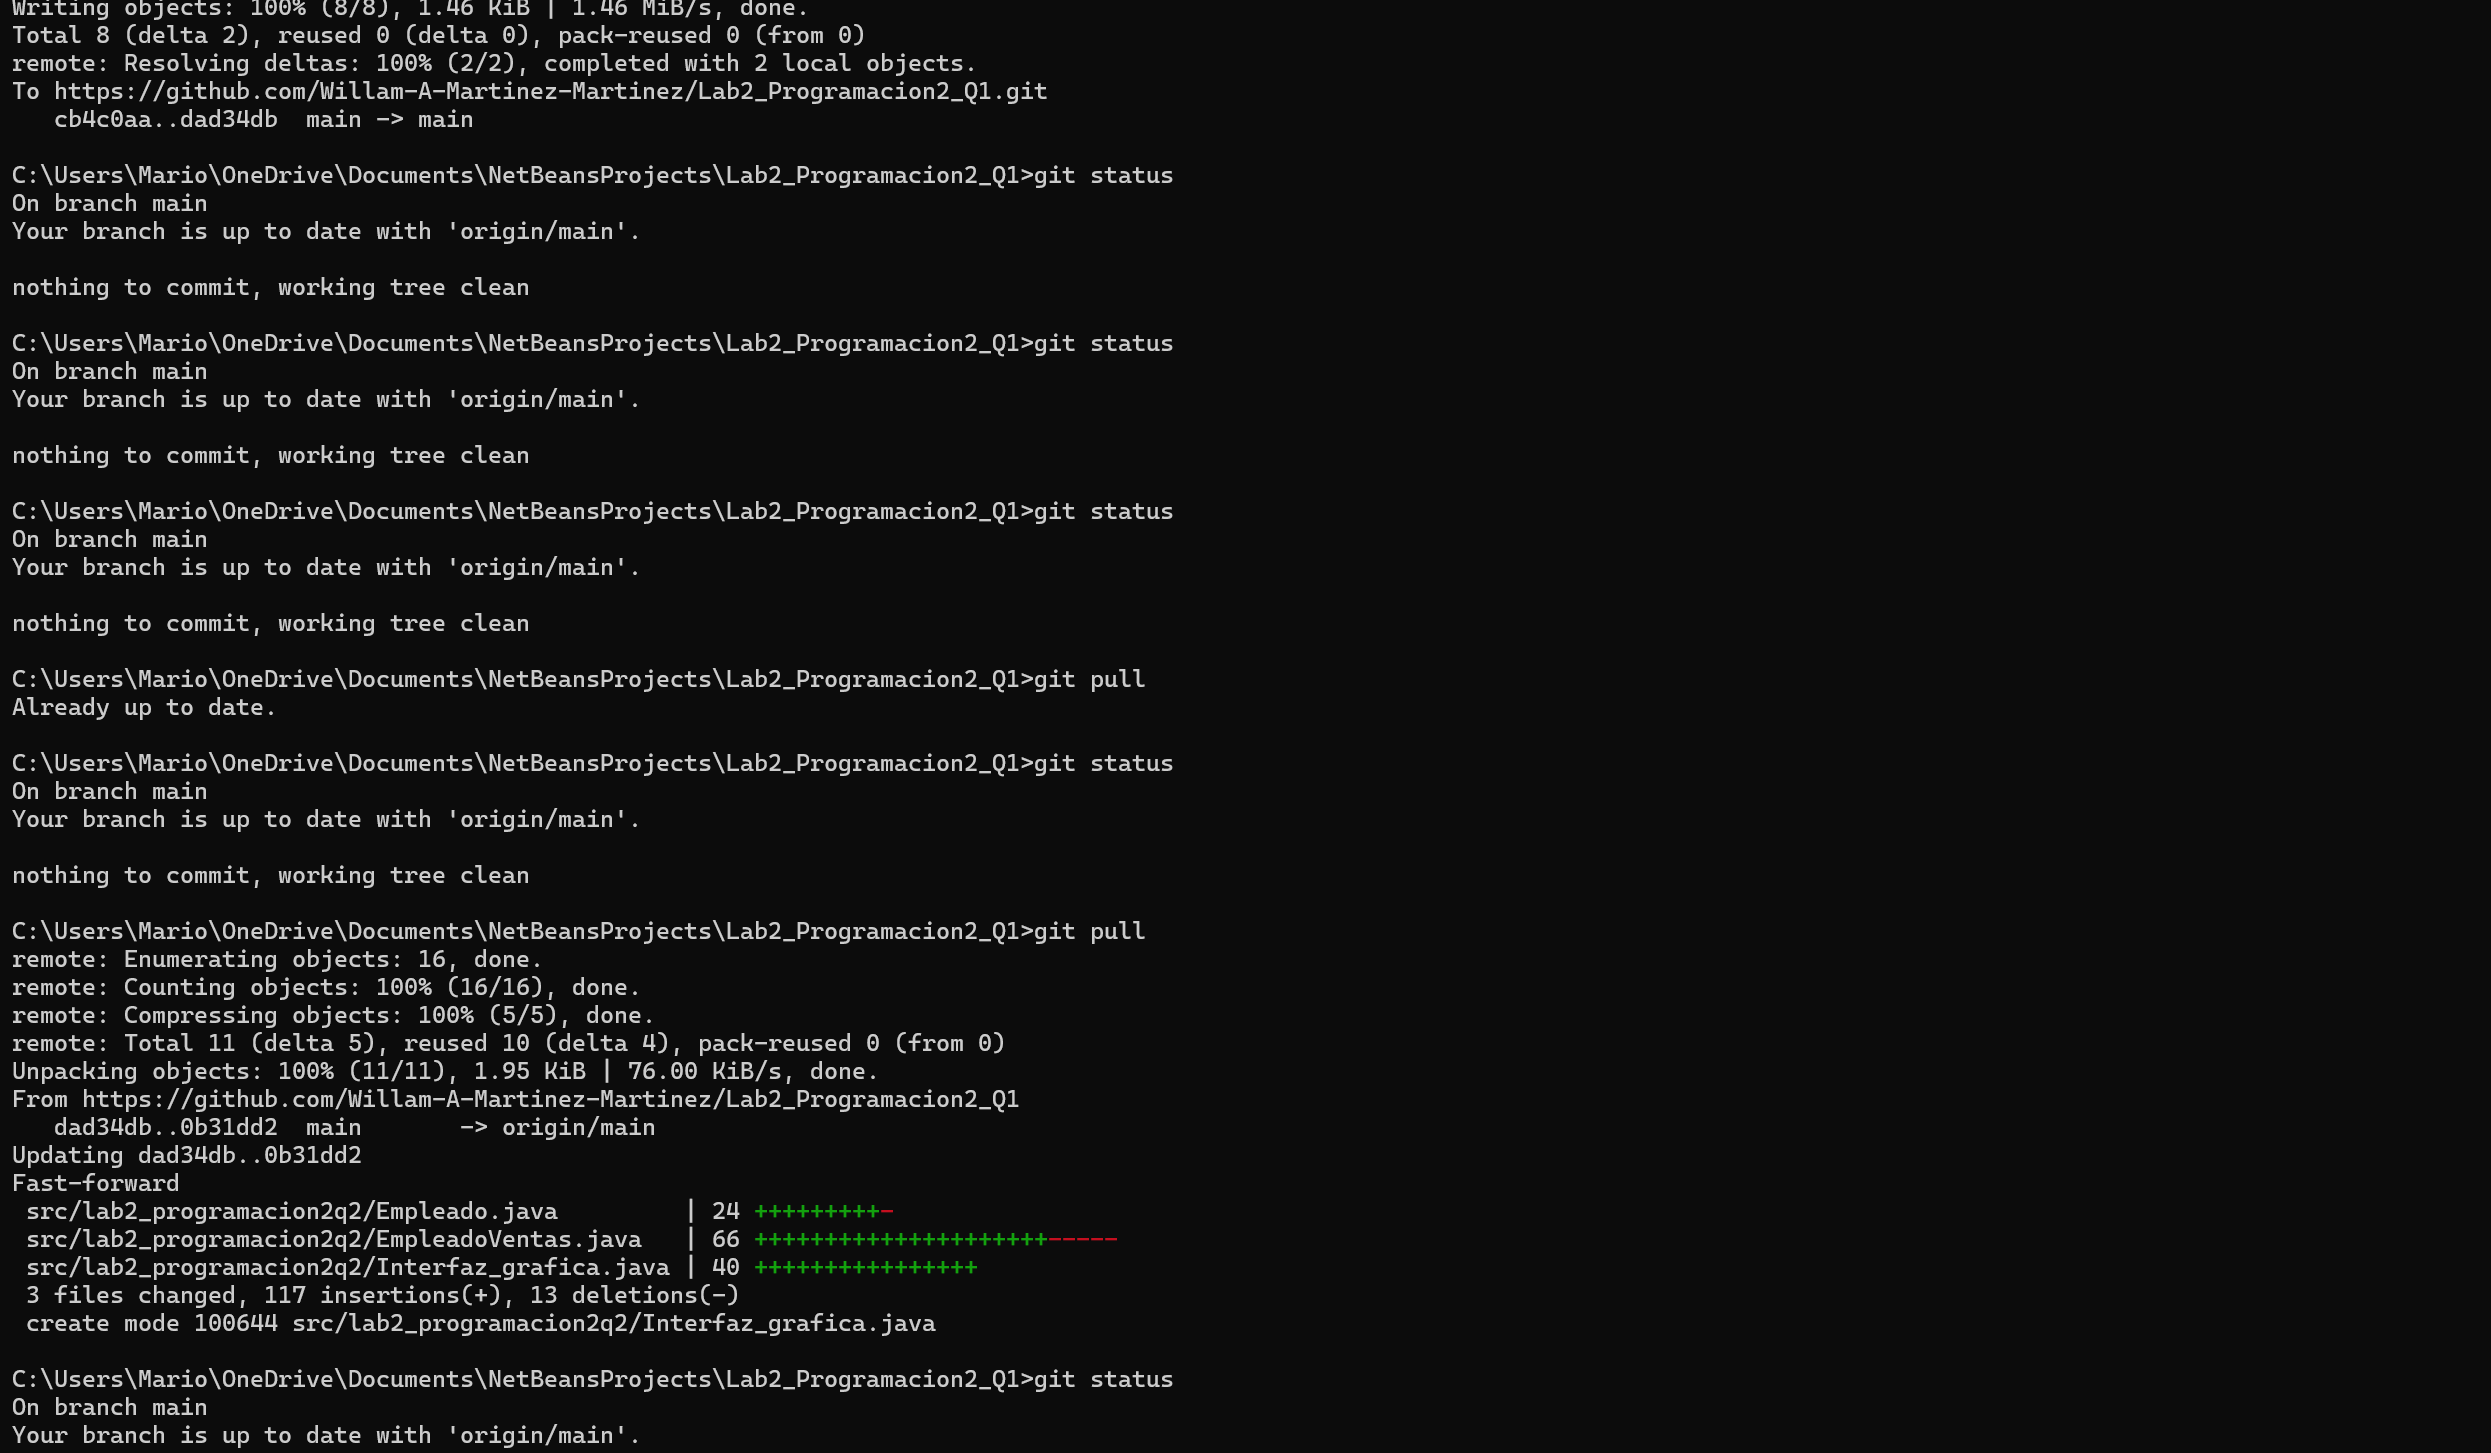 Writing objects: 100% (8/8), 1.46 KiB | 1.46 MiB/s, done.
Total 8 (delta 2), reused 0 (delta 0), pack-reused 0 (from 0)
remote: Resolving deltas: 100% (2/2), completed with 2 local objects.
To https://github.com/Willam-A-Martinez-Martinez/Lab2_Programacion2_Q1.git
   cb4c0aa..dad34db  main -> main

C:\Users\Mario\OneDrive\Documents\NetBeansProjects\Lab2_Programacion2_Q1>git status
On branch main
Your branch is up to date with 'origin/main'.

nothing to commit, working tree clean

C:\Users\Mario\OneDrive\Documents\NetBeansProjects\Lab2_Programacion2_Q1>git status
On branch main
Your branch is up to date with 'origin/main'.

nothing to commit, working tree clean

C:\Users\Mario\OneDrive\Documents\NetBeansProjects\Lab2_Programacion2_Q1>git status
On branch main
Your branch is up to date with 'origin/main'.

nothing to commit, working tree clean

C:\Users\Mario\OneDrive\Documents\NetBeansProjects\Lab2_Programacion2_Q1>git pull
Already up to date.

C:\Users\Mario\OneDrive\Documents\NetBeansProjects\Lab2_Programacion2_Q1>git status
On branch main
Your branch is up to date with 'origin/main'.

nothing to commit, working tree clean

C:\Users\Mario\OneDrive\Documents\NetBeansProjects\Lab2_Programacion2_Q1>git pull
remote: Enumerating objects: 16, done.
remote: Counting objects: 100% (16/16), done.
remote: Compressing objects: 100% (5/5), done.
remote: Total 11 (delta 5), reused 10 (delta 4), pack-reused 0 (from 0)
Unpacking objects: 100% (11/11), 1.95 KiB | 76.00 KiB/s, done.
From https://github.com/Willam-A-Martinez-Martinez/Lab2_Programacion2_Q1
   dad34db..0b31dd2  main       -> origin/main
Updating dad34db..0b31dd2
Fast-forward
 src/lab2_programacion2q2/Empleado.java         | 24 +++++++++-
 src/lab2_programacion2q2/EmpleadoVentas.java   | 66 +++++++++++++++++++++-----
 src/lab2_programacion2q2/Interfaz_grafica.java | 40 ++++++++++++++++
 3 files changed, 117 insertions(+), 13 deletions(-)
 create mode 100644 src/lab2_programacion2q2/Interfaz_grafica.java

C:\Users\Mario\OneDrive\Documents\NetBeansProjects\Lab2_Programacion2_Q1>git status
On branch main
Your branch is up to date with 'origin/main'.